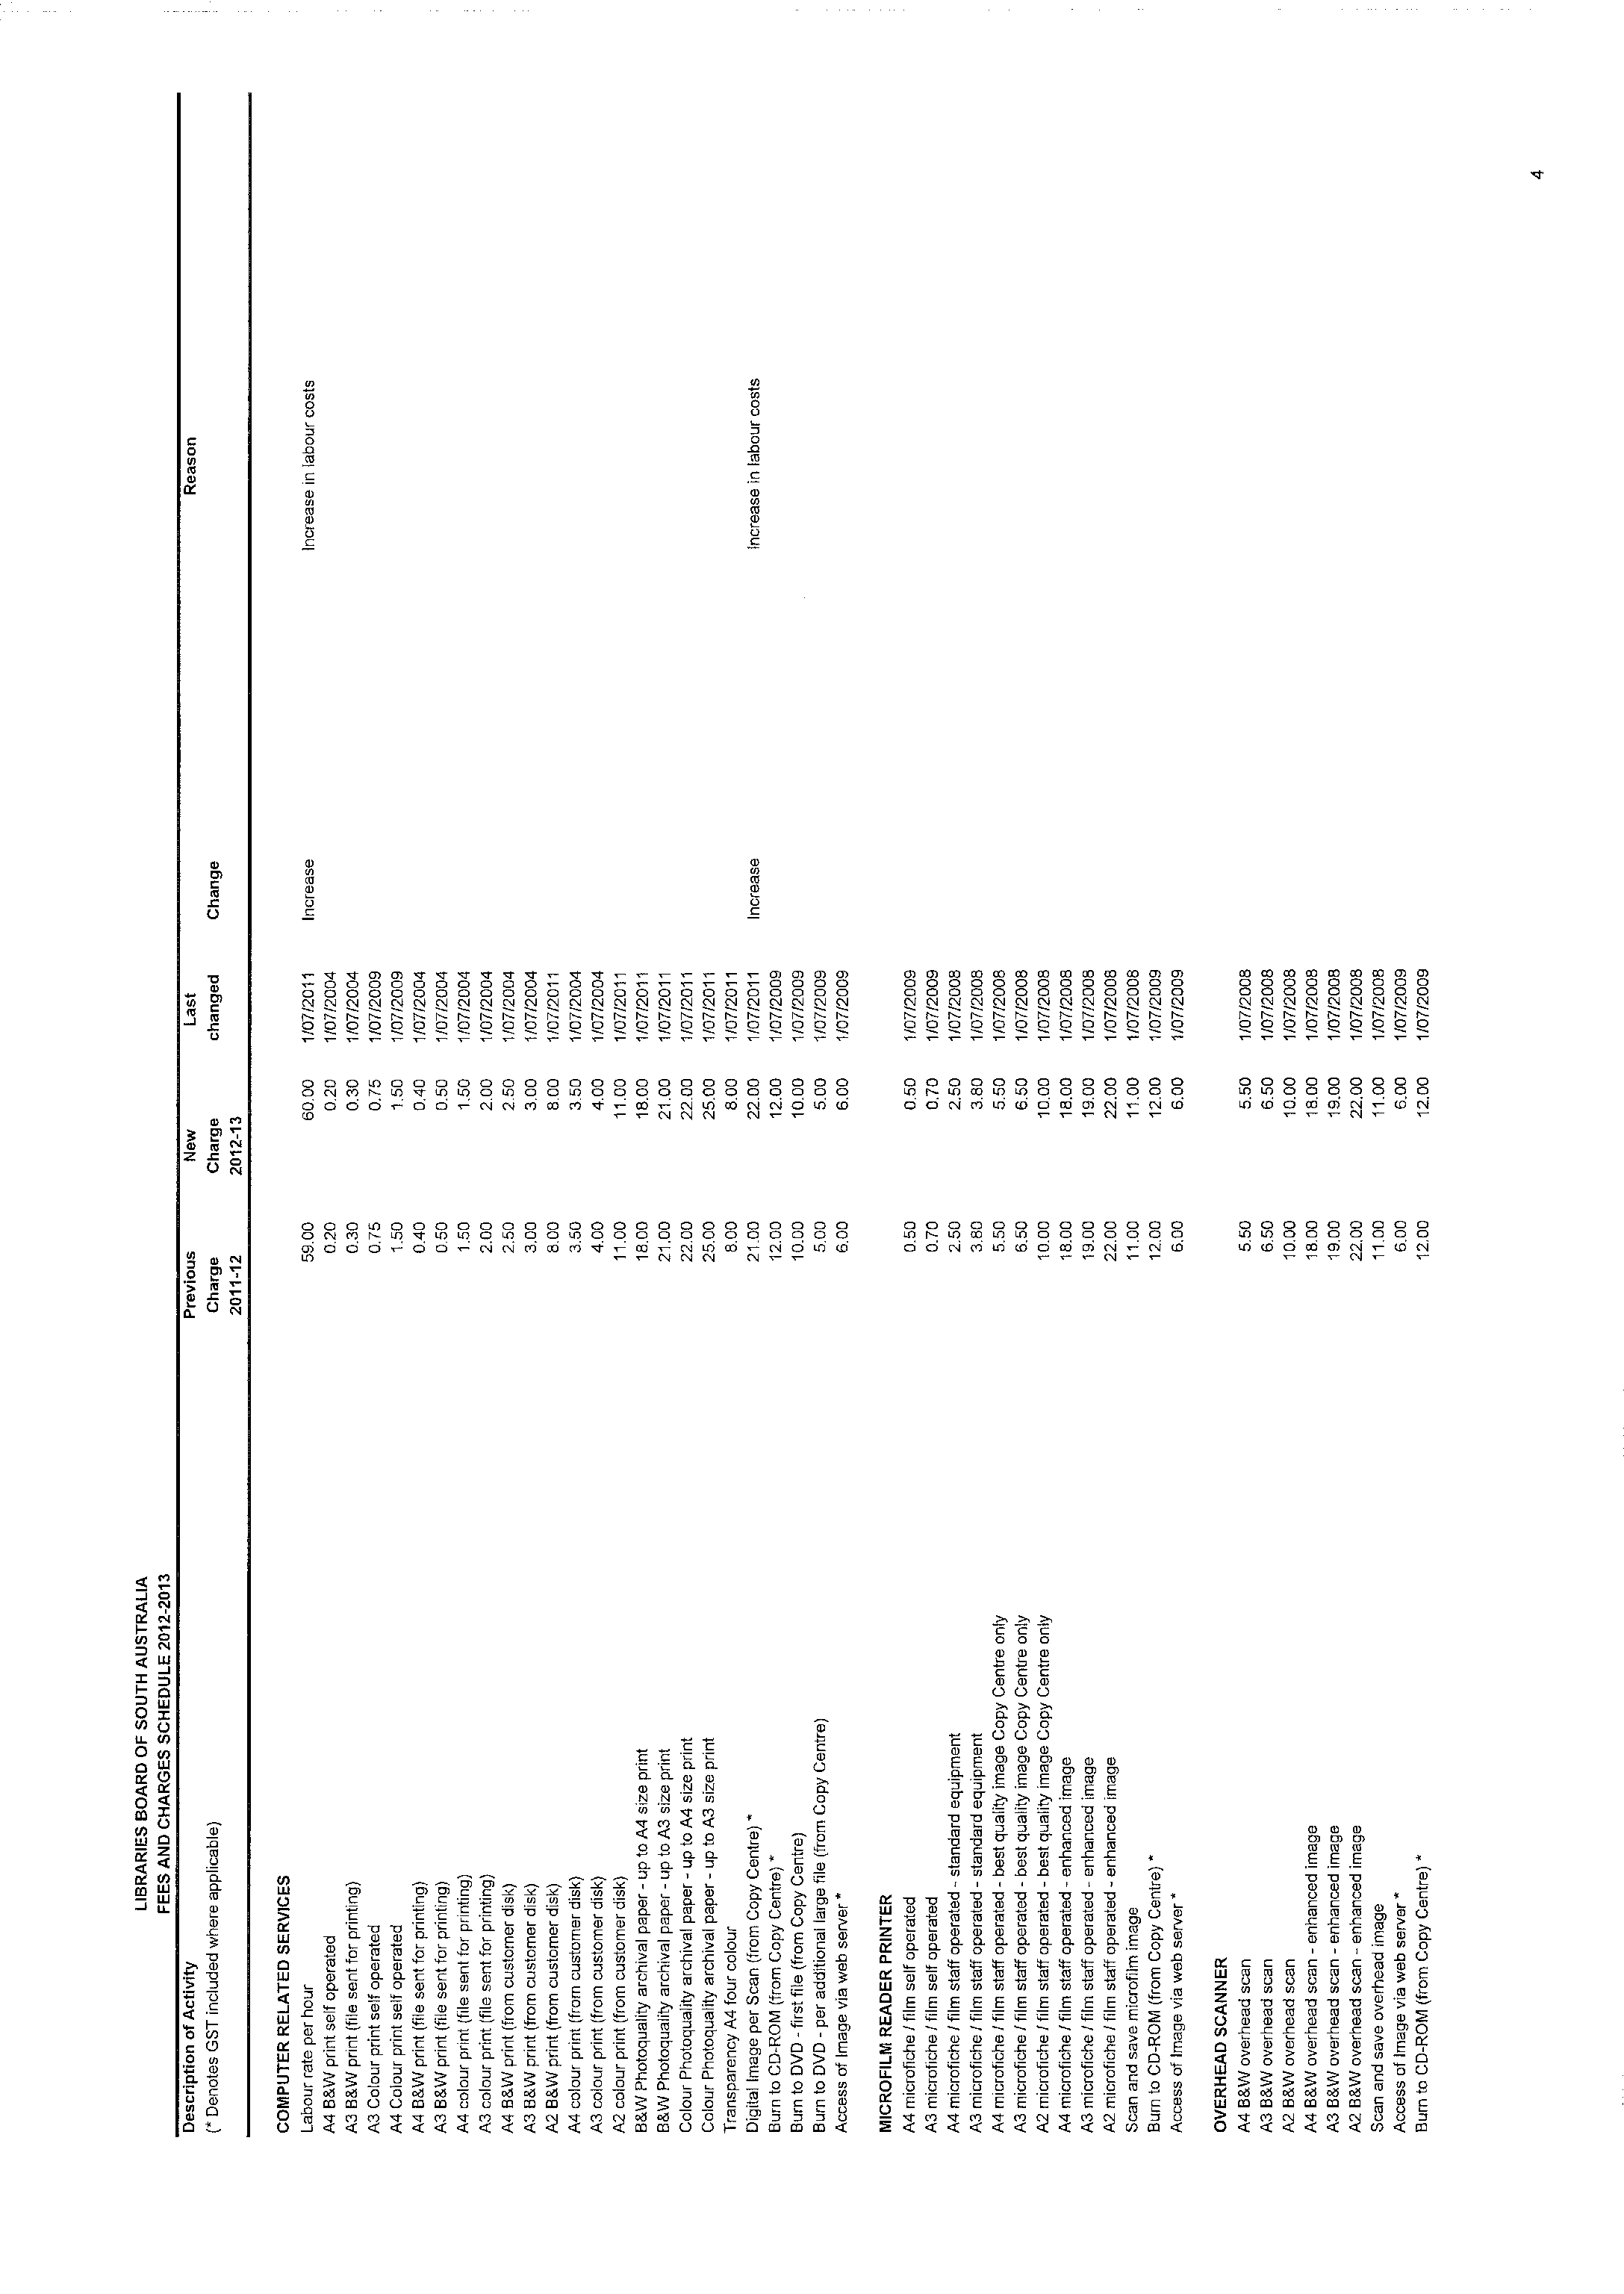 LIBRARIES BOARD OF SOUTH AUSTRALIA
FEES AND CHARGES SCHEDULE 2012-2013
Description of Activity Previous New Last Reason
(* Denotes GST included where applicable) Charge Charge changed Change
2011-12 2012-13
COMPUTER RELATED SERVICES
Labour rate per hour 59.00 60.00 1/07/2011 Increase Increase in labour costs
A4 B&W print self operated 0.20 0.20 1/07/2004
A3 B&W print (file sent for printing) 0.30 0.30 1/07/2004
A3 Colour print self operated 0.75 0.75 1/07/2009
A4 Colour print self operated 1.50 1.50 1/07/2009
A4 B&W print (file sent for printing) 0.40 0.40 1/07/2004
A3 B&W print (file sent for printing) 0.50 0.50 1/07/2004
A4 colour print (file sent for printing) 1.50 1.50 1/07/2004
A3 colour print (file sent for printing) 2.00 2.00 1/07/2004
A4 B&W print (from customer disk) 2.50 2.50 1/07/2004
A3 B&W print (from customer disk) 3.00 3.00 1/07/2004
A2 B&W print (from customer disk) 8.00 8.00 1/07/2011
A4 colour print (from customer disk) 3.50 3.50 1/07/2004
A3 colour print (from customer disk) 4.00 4.00 1/07/2004
A2 colour print (from customer disk) 11.00 11.00 1/07/2011
B&W Photoquality archival paper - up to A4 size print 18.00 18.00 1/07/2011
B&W Photoquality archival paper - up to A3 size print 21.00 21.00 1/07/2011
Colour Photoquality archival paper - up to A4 size print 22.00 22.00 1/07/2011
Colour Photoquality archival paper - up to A3 size print 25.00 25.00 1/07/2011
Transparency A4 four colour 8.00 8.00 1/07/2011
Digital Image per Scan (from Copy Centre) * 21.00 22.00 1/07/2011 Increase Increase in labour costs
Burn to CD-ROM (from Copy Centre) * 12.00 12.00 1/07/2009
Burn to DVD - first file (from Copy Centre) 10.00 10.00 1/07/2009
Burn to DVD - per additional large file (from Copy Centre) 5.00 5.00 1/07/2009
Access of Image via web server * 6.00 6.00 1/07/2009
MICROFILM READER PRINTER
A4 microfiche / film self operated 0.50 0.50 1/07/2009
A3 microfiche / film self operated 0.70 0.70 1/07/2009
A4 microfiche / film staff operated - standard equipment 2.50 2.50 1/07/2008
A3 microfiche / film staff operated - standard equipment 3.80 3.80 1/07/2008
A4 microfiche / film staff operated - best quality image Copy Centre only 5.50 5.50 1/07/2008
A3 microfiche / film staff operated - best quality image Copy Centre only 6.50 6.50 1/07/2008
A2 microfiche / film staff operated - best quality image Copy Centre only 10.00 10.00 1/07/2008
A4 microfiche / film staff operated - enhanced image 18.00 18.00 1/07/2008
A3 microfiche / film staff operated - enhanced image 19.00 19.00 1/07/2008
A2 microfiche / film staff operated - enhanced image 22.00 22.00 1/07/2008
Scan and save microfilm image 11.00 11.00 1/07/2008
Burn to CD-ROM (from Copy Centre) * 12.00 12.00 1/07/2009
Access of Image via web server * 6.00 6.00 1/07/2009
OVERHEAD SCANNER
A4 B&W overhead scan 5.50 5.50 1/07/2008
A3 B&W overhead scan 6.50 6.50 1/07/2008
A2 B&W overhead scan 10.00 10.00 1/07/2008
A4 B&W overhead scan - enhanced image 18.00 18.00 1/07/2008
A3 B&W overhead scan - enhanced image 19.00 19.00 1/07/2008
A2 B&W overhead scan - enhanced image 22.00 22.00 1/07/2008
Scan and save overhead image 11.00 11.00 1/07/2008
Access of Image via web server * 6.00 6.00 1/07/2009
Burn to CD-ROM (from Copy Centre) * 12.00 12.00 1/07/2009
4